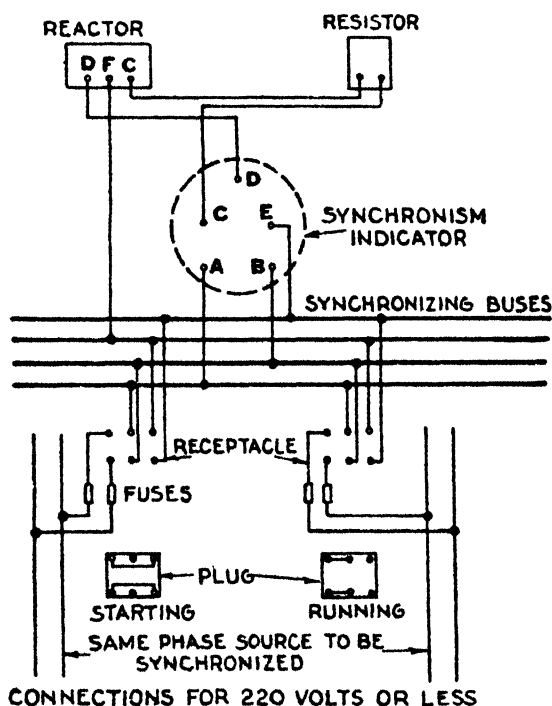 REACTOR
RESISTOR
D F C
D
C E
SYNCHRONISM
INDICATOR
A B
SYNCHRONIZING BUSES
RECEPTACLE
FUSES
PLUG
STARTING RUNNING
SAME PHASE SOURCE TO BE
SYNCHRONIZED
CONNECTIONS FOR 220 VOLTS OR LESS